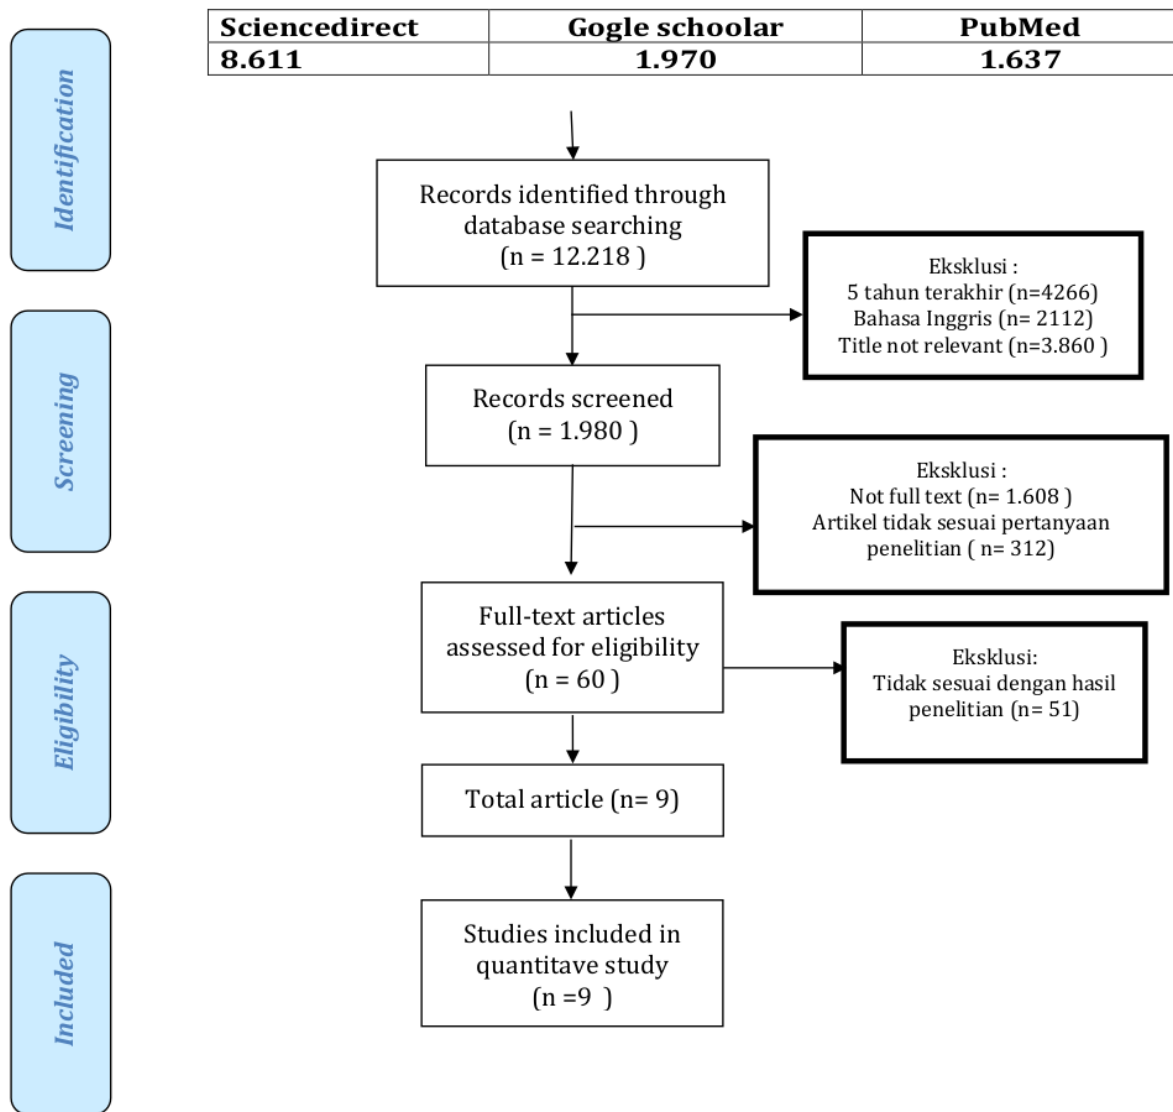 Sciencedirect Gogle schoolar PubMed
8.611 1.970 1.637
Identification
Records identified through
database searching
(n = 12.218 )
Eksklusi :
5 tahun terakhir (n=4266)
Bahasa Inggris (n= 2112)
Title not relevant (n=3.860 )
Screening
Records screened
(n = 1.980 )
Eksklusi :
Not full text (n= 1.608 )
Artikel tidak sesuai pertanyaan
penelitian ( n= 312)
Eligibility
Full-text articles
assessed for eligibility
(n = 60 )
Eksklusi:
Tidak sesuai dengan hasil
penelitian (n= 51)
Total article (n= 9)
Included
Studies included in
quantitave study
(n =9  )